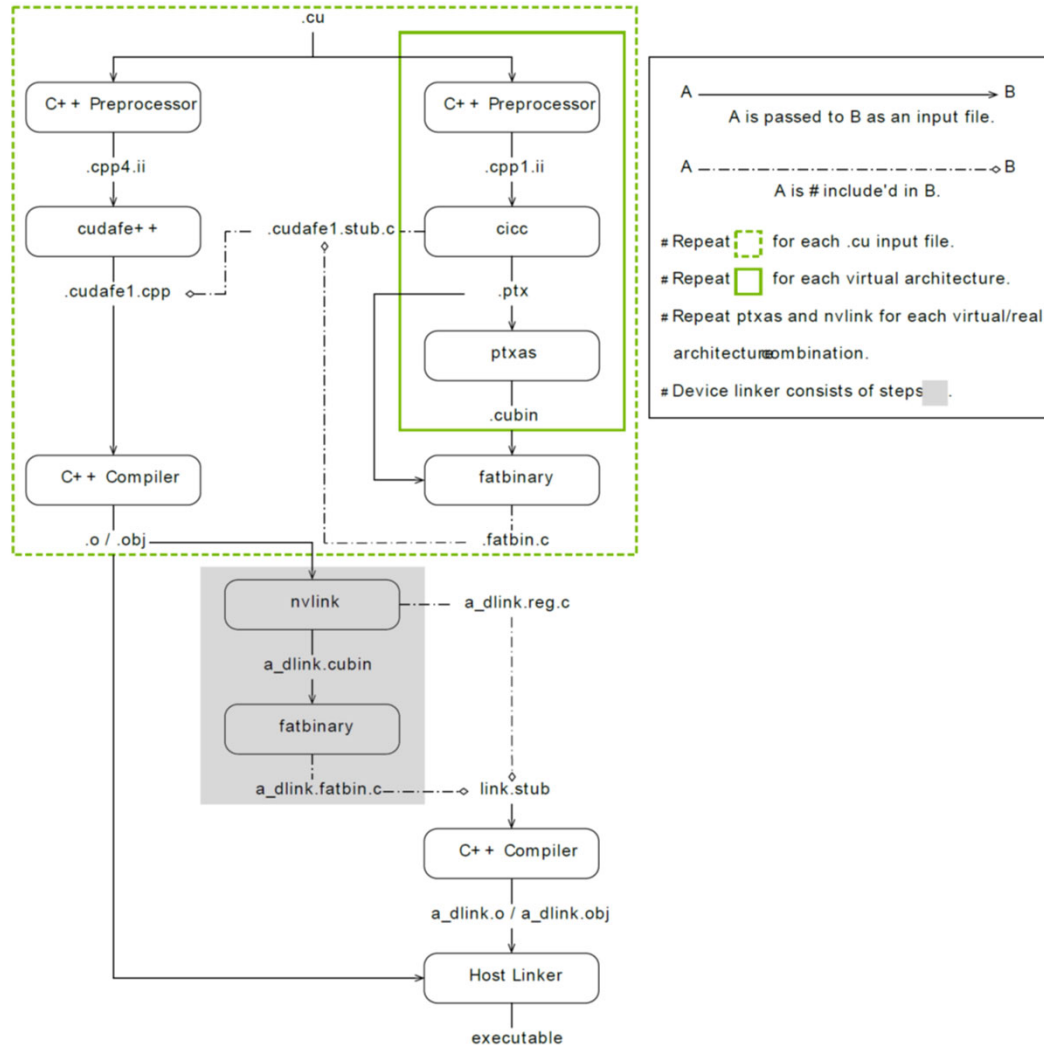 .cu
C++ Preprocessor
C++ Preprocessor
.cpp4.ii
.cpp1.ii
cudafe++
.cudafe1.stub.c
cicc
.cudafe1.cpp
.ptx
ptxas
.cubin
C++ Compiler
fatbinary
.o / .obj
.fatbin.c
nvlink
a_dlink.reg.c
a_dlink.cubin
fatbinary
a_dlink.fatbin.c
link.stub
C++ Compiler
a_dlink.o / a_dlink.obj
Host Linker
executable
A B
A is passed to B as an input file.
A B
A is # include'd in B.
# Repeat for each .cu input file.
# Repeat for each virtual architecture.
# Repeat ptxas and nvlink for each virtual/real
architecture combination.
# Device linker consists of steps .